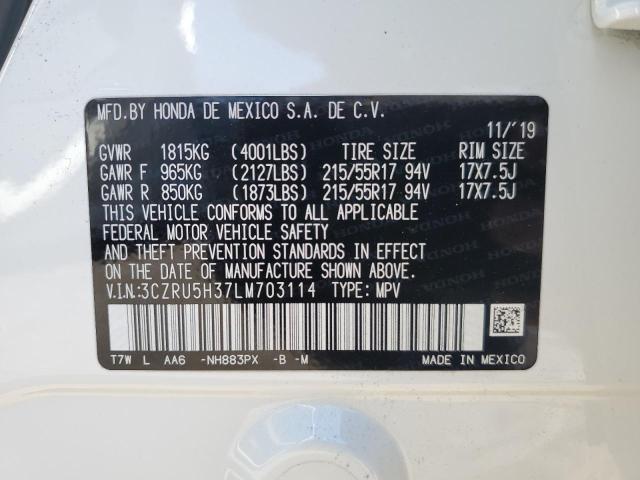 MFD.BY HONDA DE MEXICO S.A. DE C.V.
11/'19
GVWR 1815KG (4001LBS) TIRE SIZE RIM SIZE
GAWR F 965KG (2127LBS) 215/55R17 94V 17X7.5J
GAWR R 850KG (1873LBS) 215/55R17 94V 17X7.5J
THIS VEHICLE CONFORMS TO ALL APPLICABLE
FEDERAL MOTOR VEHICLE SAFETY
AND THEFT PREVENTION STANDARDS IN EFFECT
ON THE DATE OF MANUFACTURE SHOWN ABOVE.
V.I.N.:3CZRU5H37LM703114 TYPE: MPV
T7W L AA6 -NH883PX -B -M MADE IN MEXICO